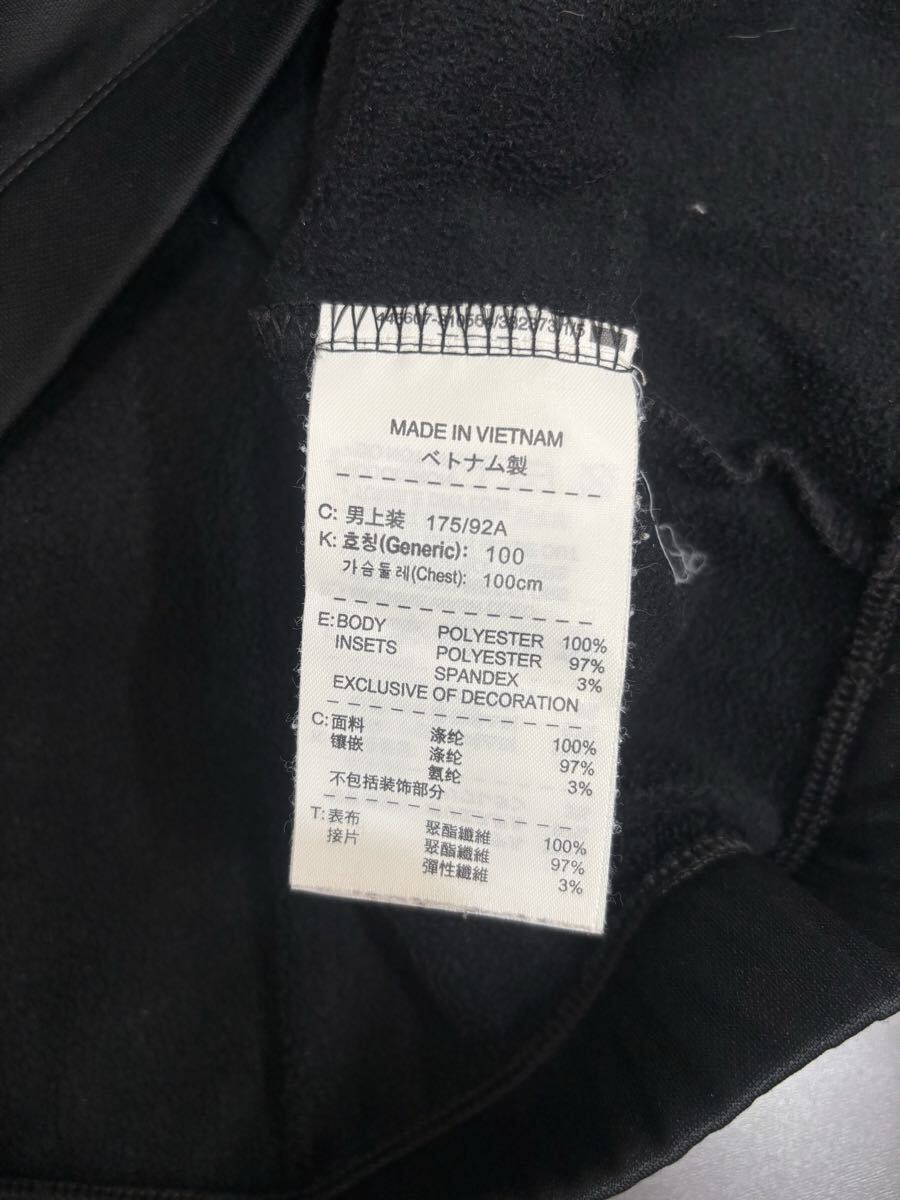 MADE IN VIETNAM
ベトナム製
C: 男上装 175/92A
K: 호칭(Generic): 100
가슴둘레(Chest): 100cm
E: BODY POLYESTER 100%
INSETS POLYESTER 97%
SPANDEX 3%
EXCLUSIVE OF DECORATION
C: 面料 涤纶 100%
镶嵌 涤纶 97%
氨纶 3%
不包括装饰部分
T: 表布 聚酯纖維 100%
接片 聚酯纖維 97%
彈性纖維 3%